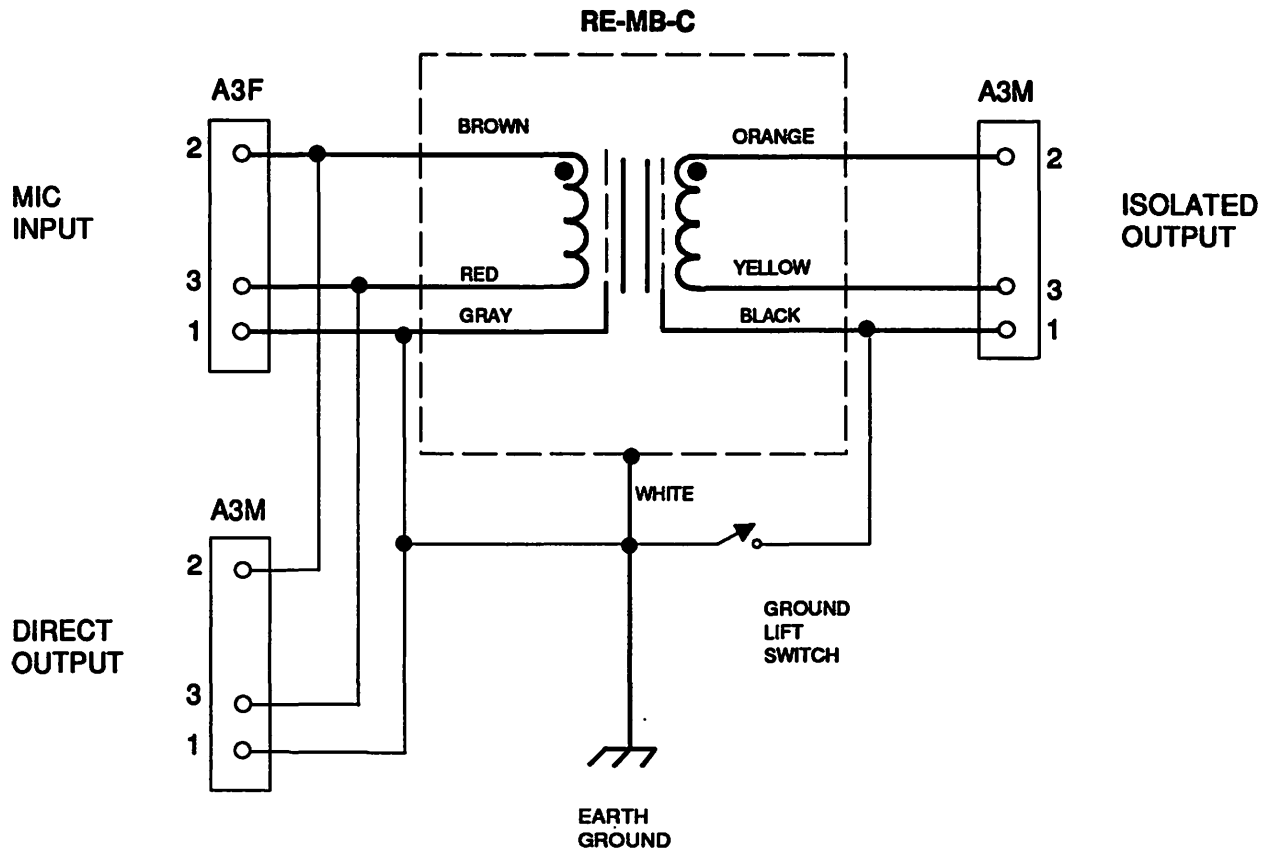 RE-MB-C
A3F
A3M
BROWN
ORANGE
2
2
MIC
INPUT
ISOLATED
OUTPUT
RED
YELLOW
3
3
GRAY
BLACK
1
1
WHITE
A3M
2
DIRECT
OUTPUT
GROUND
LIFT
SWITCH
3
1
EARTH
GROUND